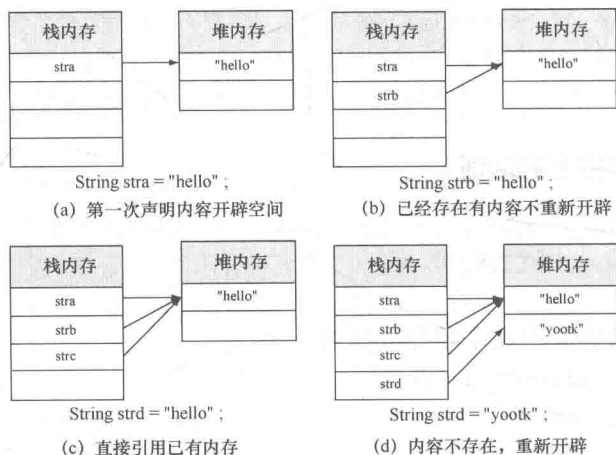 栈内存 堆内存
stra "hello"
String stra = "hello" ;
(a) 第一次声明内容开辟空间
栈内存 堆内存
stra "hello"
strb
String strb = "hello" ;
(b) 已经存在有内容不重新开辟
栈内存 堆内存
stra "hello"
strb
strc
String strd = "hello" ;
(c) 直接引用已有内存
栈内存 堆内存
stra "hello"
strb "yootk"
strc
strd
String strd = "yootk" ;
(d) 内容不存在，重新开辟